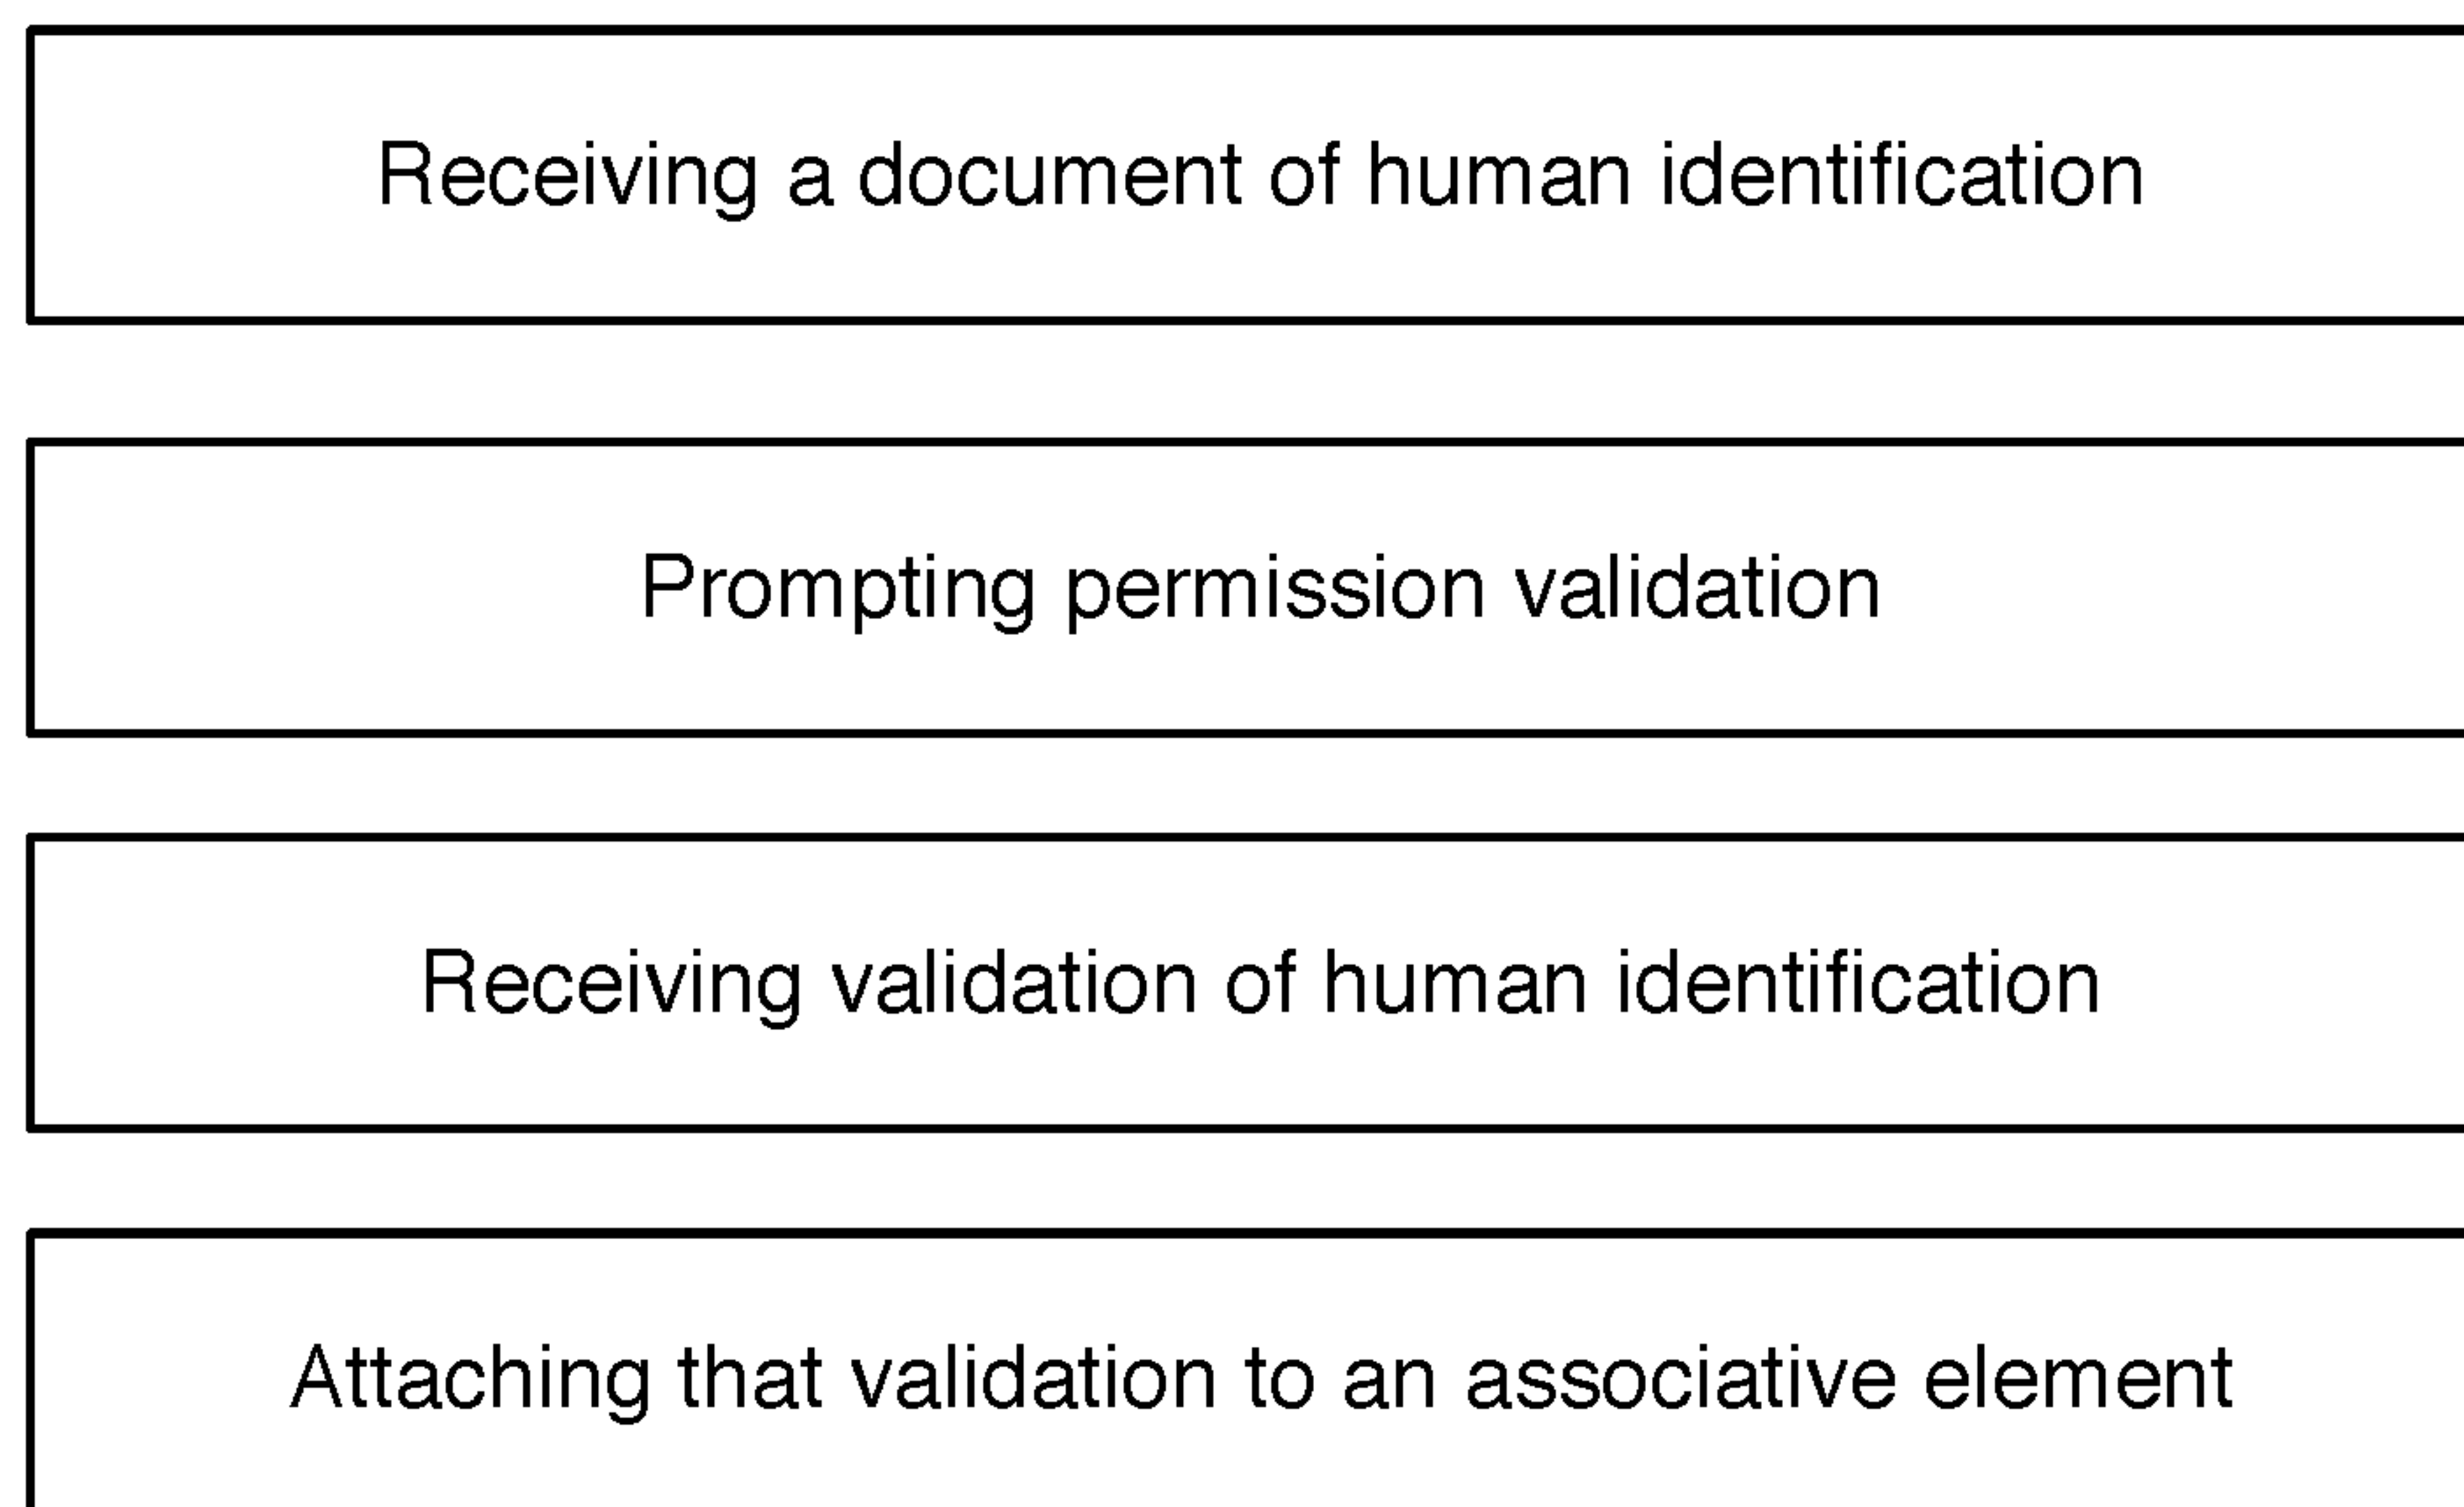 Receiving a document of human identification
Prompting permission validation
Receiving validation of human identification
Attaching that validation to an associative element